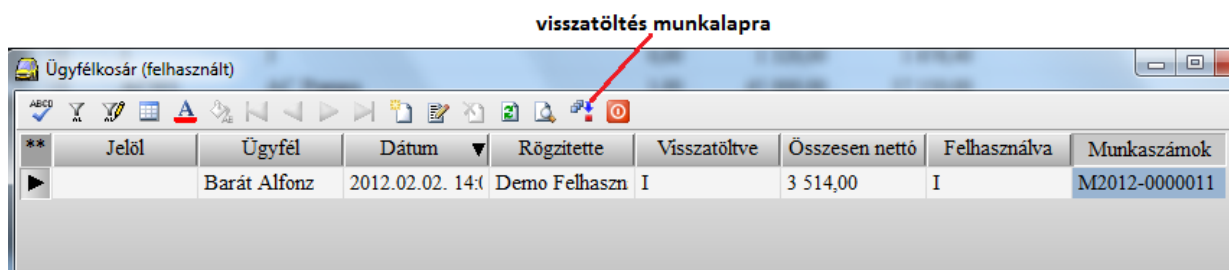 visszatöltés munkalapra
Ügyfélkosár (felhasznált)
ABCD
** Jelöl Ügyfél Dátum Rögzitette Visszatöltve Összesen nettó Felhasználva Munkaszámok
Barát Alfonz 2012.02.02. 14:( Demo Felhaszn I 3 514,00 I M2012-0000011